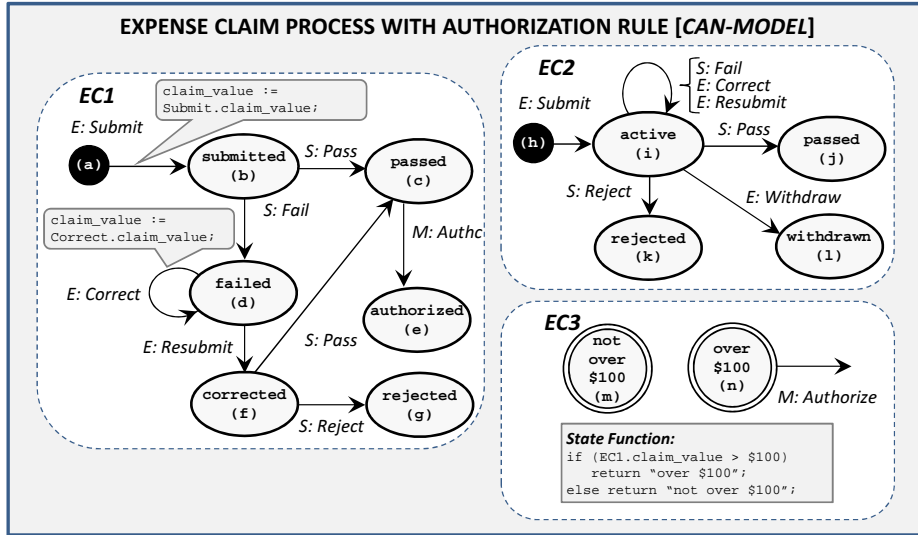 EXPENSE CLAIM PROCESS WITH AUTHORIZATION RULE [CAN-MODEL]
EC1
claim_value :=
Submit.claim_value;
E: Submit
(a)
submitted
(b)
S: Pass
passed
(c)
S: Fail
M: Authc
claim_value :=
Correct.claim_value;
E: Correct
failed
(d)
authorized
(e)
E: Resubmit
S: Pass
corrected
(f)
S: Reject
rejected
(g)
EC2
S: Fail
E: Correct
E: Resubmit
E: Submit
(h)
active
(i)
S: Pass
passed
(j)
S: Reject
E: Withdraw
rejected
(k)
withdrawn
(l)
EC3
not
over
$100
(m)
over
$100
(n)
M: Authorize
State Function:
if (EC1.claim_value > $100)
return “over $100”;
else return “not over $100”;